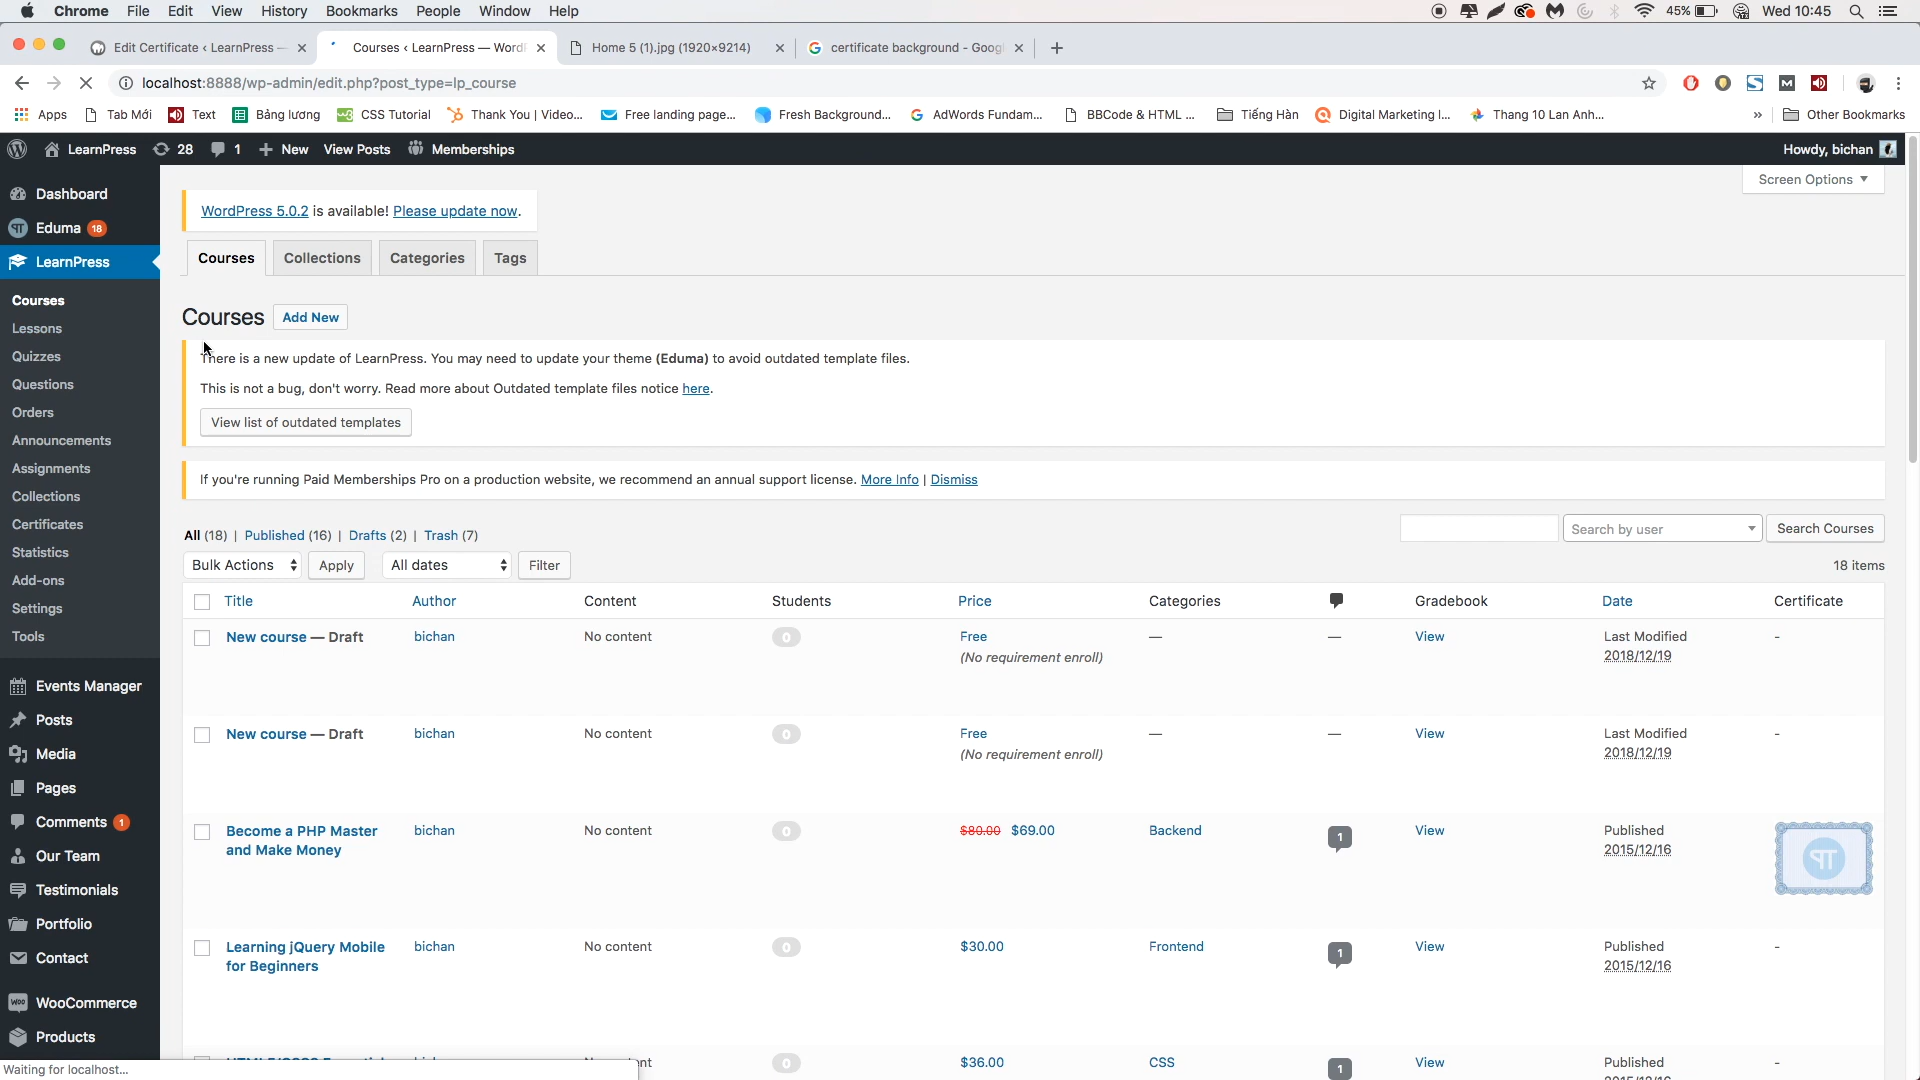 Chrome File Edit View History Bookmarks People Window Help 45% Wed 10:45
Edit Certificate ‹ LearnPress — Courses ‹ LearnPress — Word Home 5 (1).jpg (1920×9214) certificate background - Goog
localhost:8888/wp-admin/edit.php?post_type=lp_course
Apps Tab Mới Text Bảng lương CSS Tutorial Thank You | Video... Free landing page... Fresh Background... AdWords Fundam... BBCode & HTML ... Tiếng Hàn Digital Marketing I... Thang 10 Lan Anh... » Other Bookmarks
LearnPress 28 1 New View Posts Memberships Howdy, bichan
Screen Options
Dashboard
Eduma 18
LearnPress
Courses
Lessons
Quizzes
Questions
Orders
Announcements
Assignments
Collections
Certificates
Statistics
Add-ons
Settings
Tools
Events Manager
Posts
Media
Pages
Comments 1
Our Team
Testimonials
Portfolio
Contact
WooCommerce
Products
WordPress 5.0.2 is available! Please update now.
Courses Collections Categories Tags
Courses Add New
There is a new update of LearnPress. You may need to update your theme (Eduma) to avoid outdated template files.
This is not a bug, don't worry. Read more about Outdated template files notice here.
View list of outdated templates
If you're running Paid Memberships Pro on a production website, we recommend an annual support license. More Info | Dismiss
All (18) | Published (16) | Drafts (2) | Trash (7) Search by user Search Courses
Bulk Actions Apply All dates Filter 18 items
Title Author Content Students Price Categories Gradebook Date Certificate
New course — Draft bichan No content 0 Free — — View Last Modified -
(No requirement enroll) 2018/12/19
New course — Draft bichan No content 0 Free — — View Last Modified -
(No requirement enroll) 2018/12/19
Become a PHP Master bichan No content 0 $80.00 $69.00 Backend 1 View Published
and Make Money 2015/12/16
Learning jQuery Mobile bichan No content 0 $30.00 Frontend 1 View Published -
for Beginners 2015/12/16
0 $36.00 CSS 1 View Published -
Waiting for localhost...